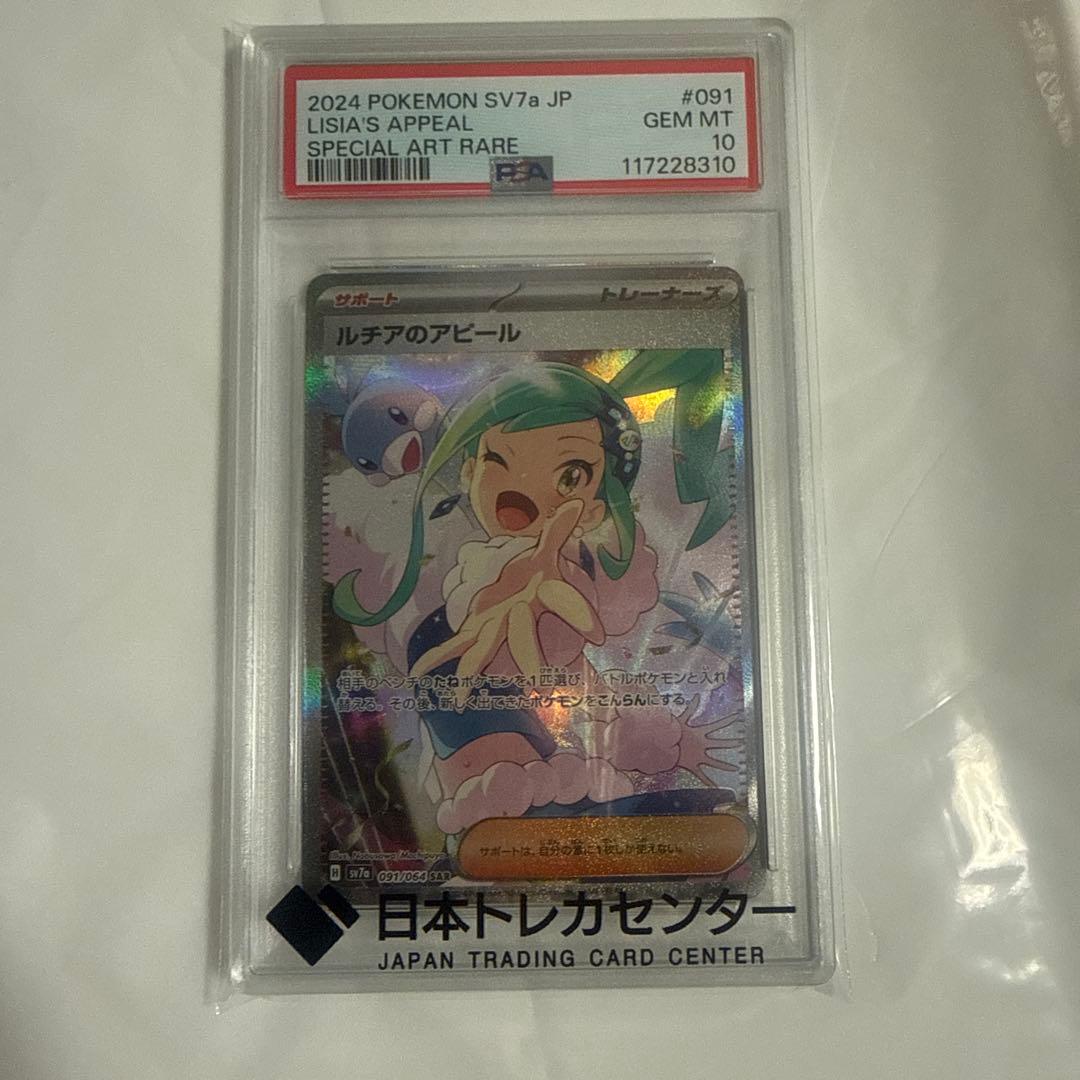 2024 POKEMON SV7a JP #091
LISIA'S APPEAL GEM MT
SPECIAL ART RARE 10
PSA 117228310
サポート トレーナーズ
ルチアのアピール
相手のベンチのたねポケモンを1匹選び、バトルポケモンと入れ
替える。その後、新しく出てきたポケモンをこんらんにする。
サポートは、自分の番に1枚しか使えない。
Illus.
H SV7a 091/064 SAR
日本トレカセンター
JAPAN TRADING CARD CENTER